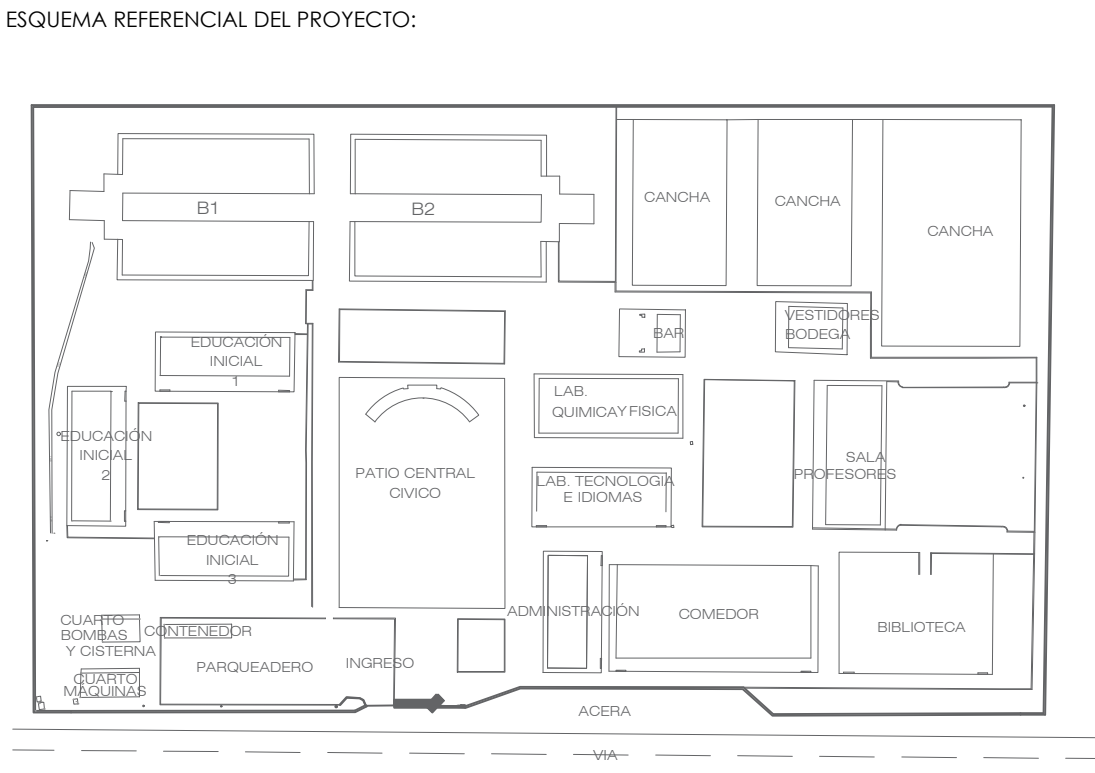 ESQUEMA REFERENCIAL DEL PROYECTO:
B1
B2
CANCHA
CANCHA
CANCHA
BAR
VESTIDORES
BODEGA
EDUCACIÓN
INICIAL
1
LAB.
QUIMICA Y FISICA
EDUCACIÓN
INICIAL
2
PATIO CENTRAL
CIVICO
LAB. TECNOLOGIA
E IDIOMAS
SALA
PROFESORES
EDUCACIÓN
INICIAL
3
CUARTO
BOMBAS
Y CISTERNA
CONTENEDOR
CUARTO
MAQUINAS
PARQUEADERO
INGRESO
ADMINISTRACIÓN
COMEDOR
BIBLIOTECA
ACERA
VIA